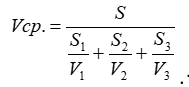 Vср. = S / (S₁/V₁ + S₂/V₂ + S₃/V₃) .